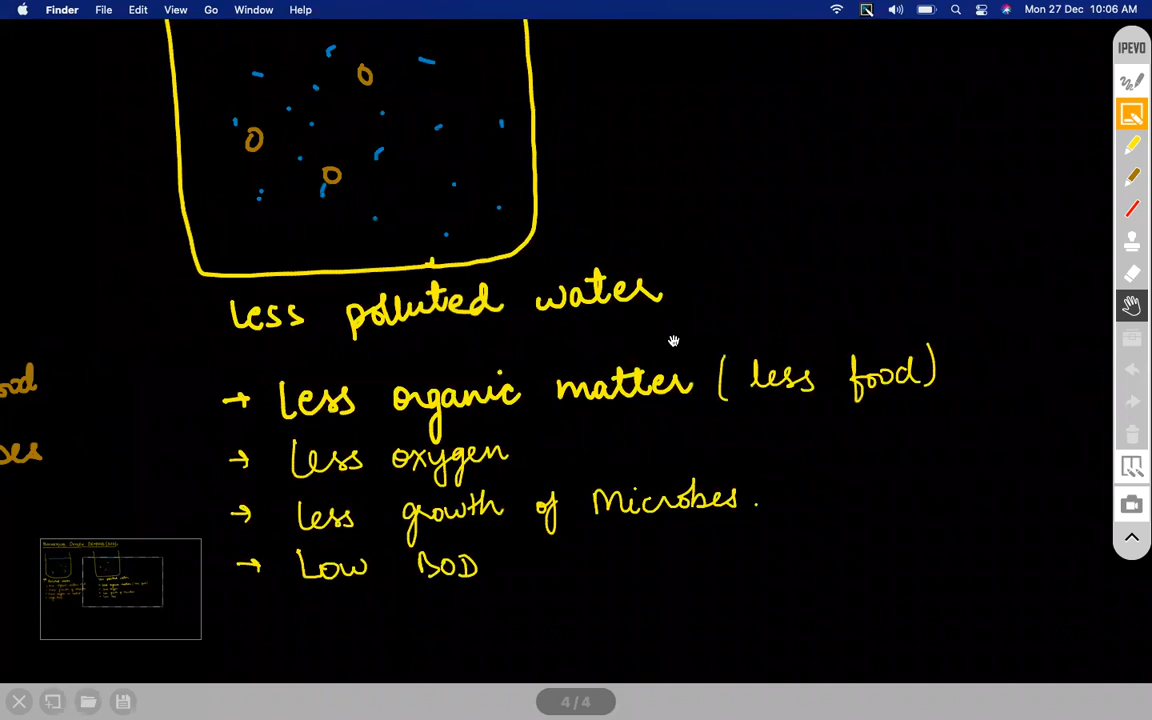 Finder File Edit View Go Window Help
Mon 27 Dec 10:06 AM
IPEVO
less polluted water
→ Less organic matter (less food)
→ Less oxygen
→ less growth of Microbes.
→ Low BOD
4/4